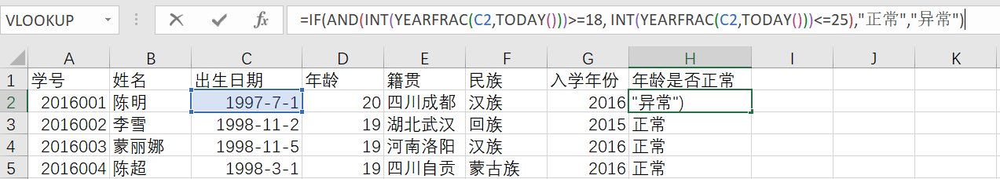 VLOOKUP fx =IF(AND(INT(YEARFRAC(C2,TODAY()))>=18, INT(YEARFRAC(C2,TODAY()))<=25),"正常","异常")
A B C D E F G H I J K
1 学号 姓名 出生日期 年龄 籍贯 民族 入学年份 年龄是否正常
2 2016001 陈明 1997-7-1 20 四川成都 汉族 2016 "异常")
3 2016002 李雪 1998-11-2 19 湖北武汉 回族 2015 正常
4 2016003 蒙丽娜 1998-11-5 19 河南洛阳 汉族 2016 正常
5 2016004 陈超 1998-3-1 19 四川自贡 蒙古族 2016 正常